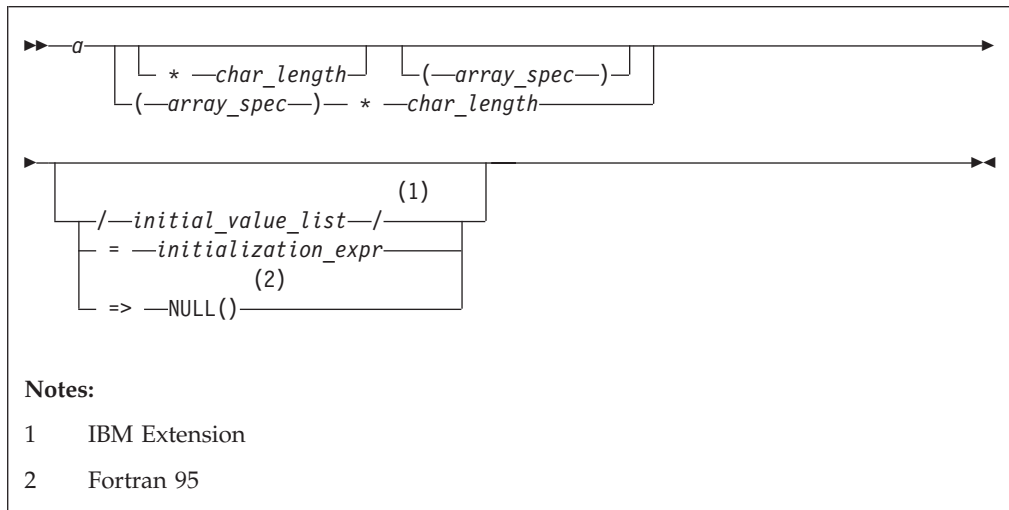 a
* char_length (array_spec)
(array_spec) * char_length
(1)
/initial_value_list/
= initialization_expr
(2)
=> NULL()
Notes:
1 IBM Extension
2 Fortran 95